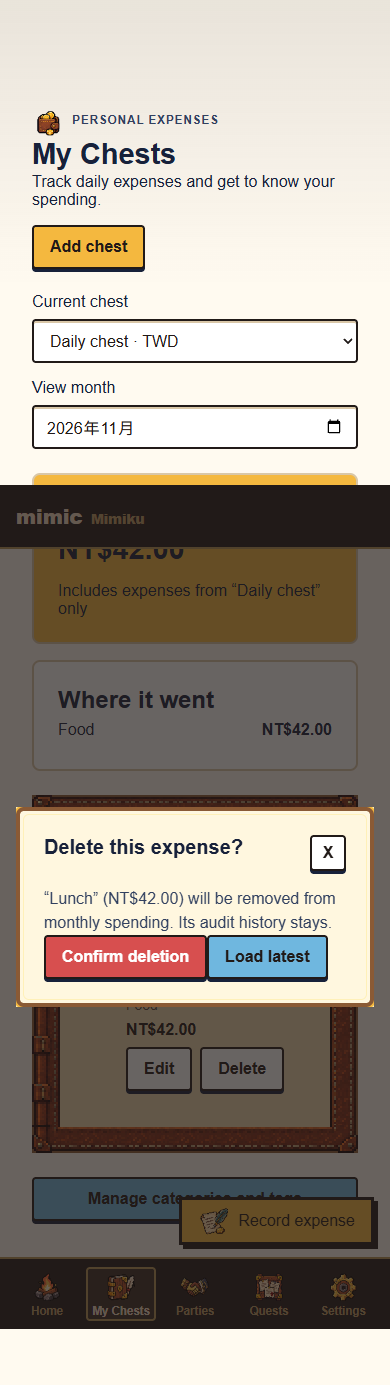 PERSONAL EXPENSES
My Chests
Track daily expenses and get to know your
spending.
Add chest
Current chest
Daily chest · TWD
View month
2026年11月
mimic Mimiku
NT$42.00
Includes expenses from “Daily chest”
only
Where it went
Food NT$42.00
Delete this expense?
X
“Lunch” (NT$42.00) will be removed from
monthly spending. Its audit history stays.
Confirm deletion Load latest
Food
NT$42.00
Edit Delete
Manage categories and tags
Record expense
Home My Chests Parties Quests Settings